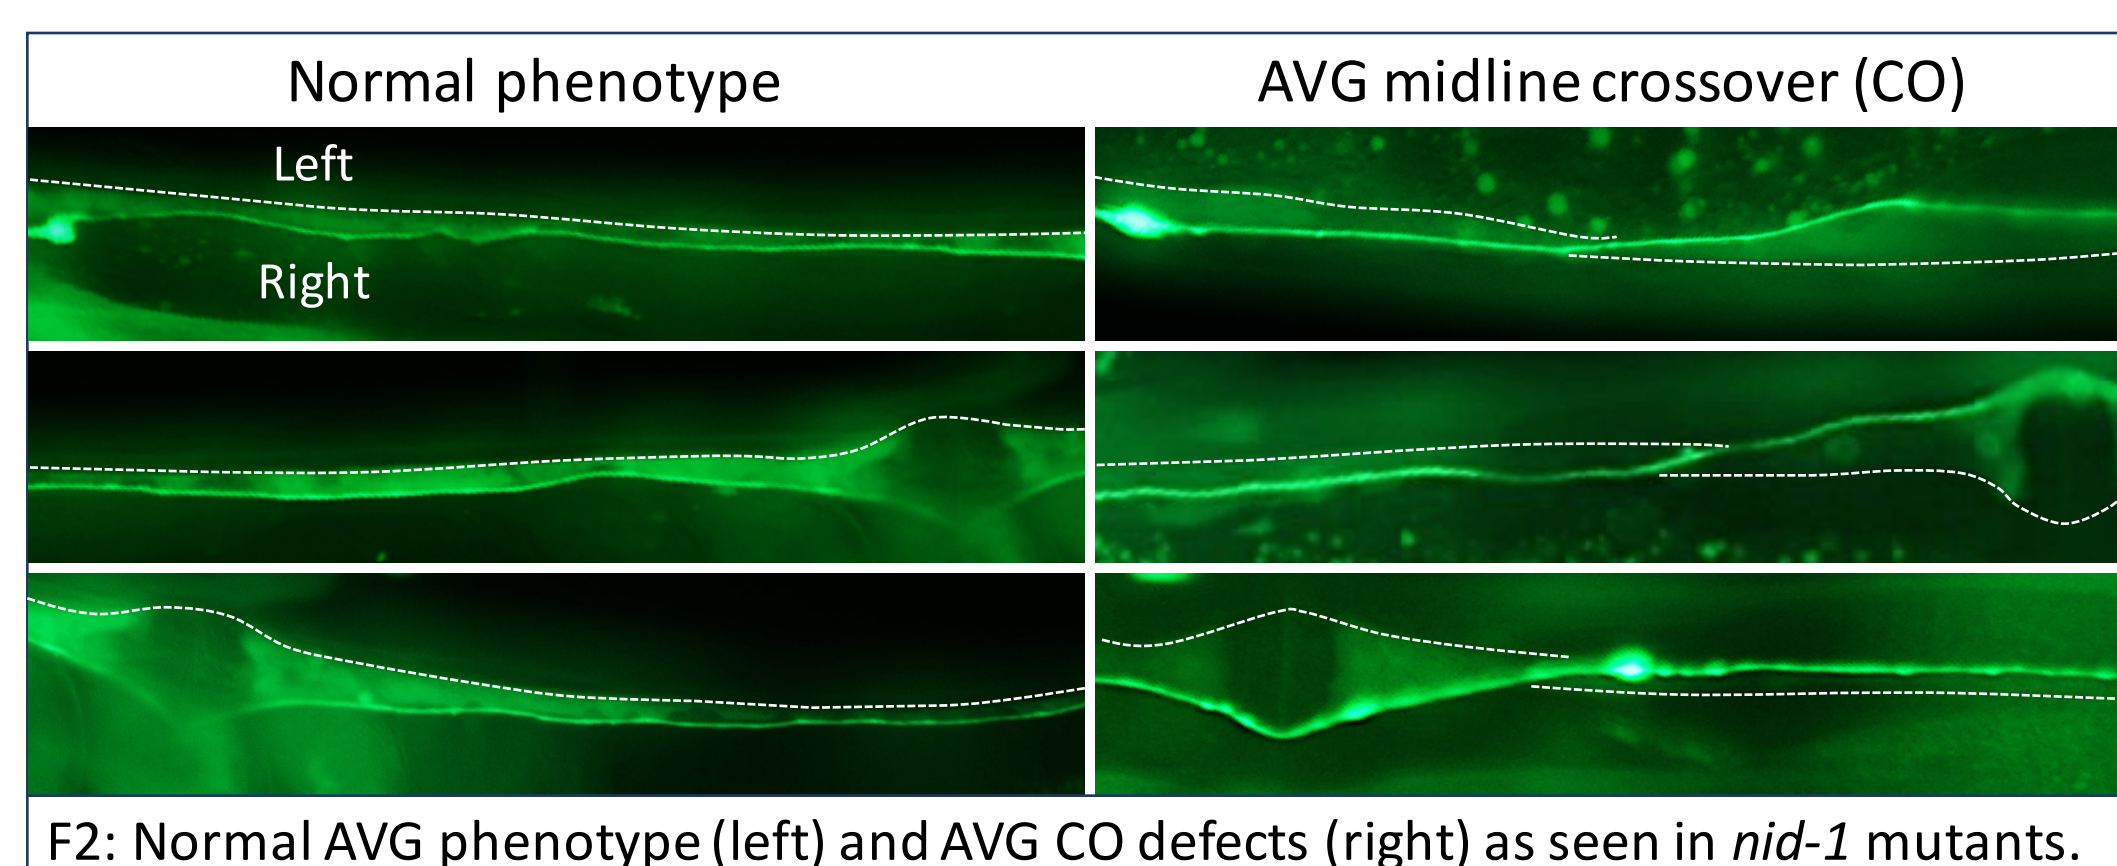 Normal phenotype
AVG midline crossover (CO)
Left
Right
F2: Normal AVG phenotype (left) and AVG CO defects (right) as seen in nid-1 mutants.